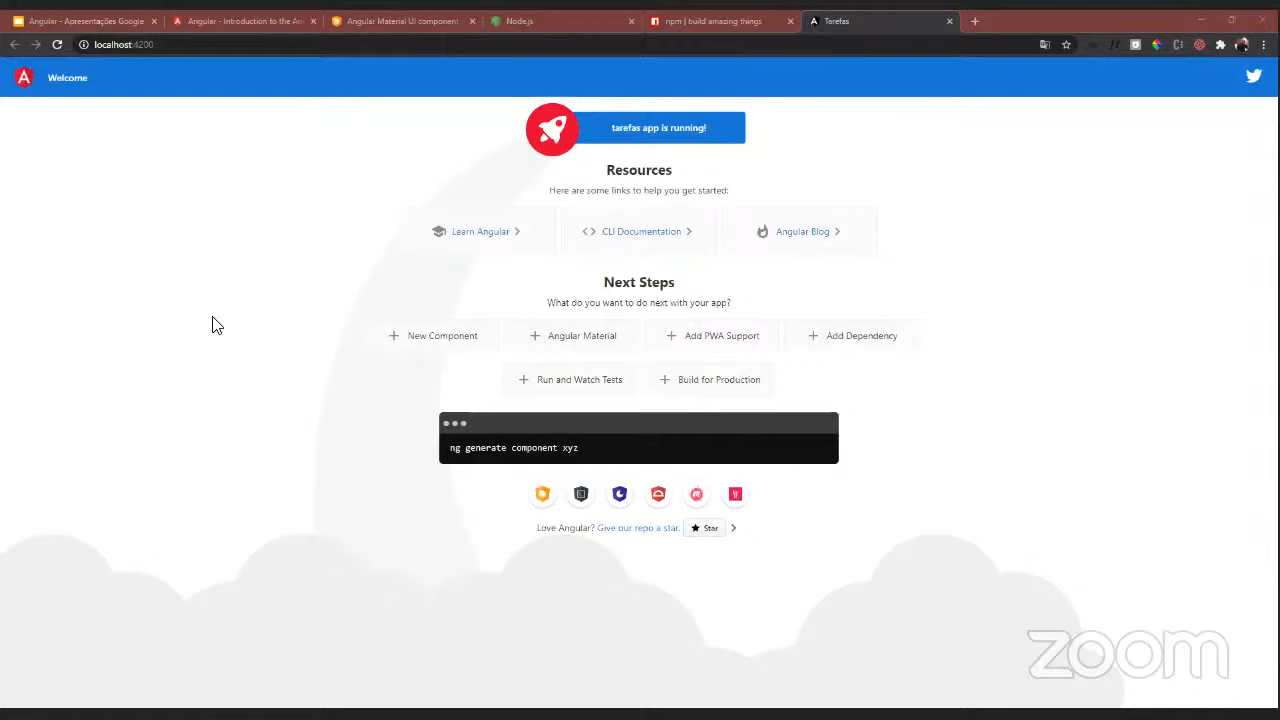 Angular - Apresentações Google
Angular - Introduction to the An
Angular Material UI component
Node.js
npm | build amazing things
Tarefas
localhost:4200
Welcome
tarefas app is running!
Resources
Here are some links to help you get started:
Learn Angular
CLI Documentation
Angular Blog
Next Steps
What do you want to do next with your app?
New Component
Angular Material
Add PWA Support
Add Dependency
Run and Watch Tests
Build for Production
ng generate component xyz
Love Angular? Give our repo a star. Star
zoom